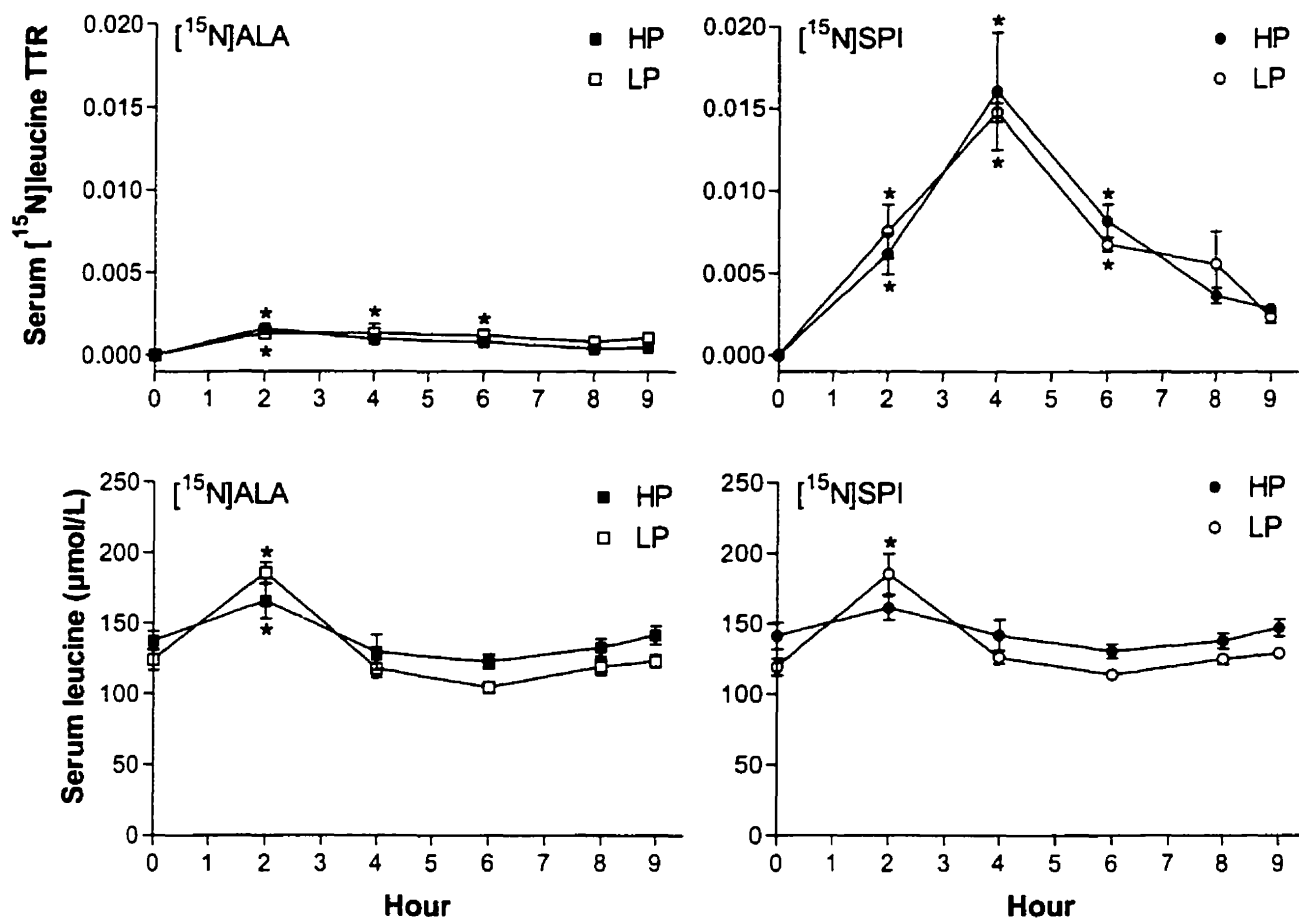 Serum [¹⁵N]leucine TTR
[¹⁵N]ALA
HP
LP
0.020
0.015
0.010
0.005
0.000
*
*
*
*
0 1 2 3 4 5 6 7 8 9
[¹⁵N]SPI
HP
LP
0.020
0.015
0.010
0.005
0.000
*
*
*
*
*
*
0 1 2 3 4 5 6 7 8 9
Serum leucine (µmol/L)
[¹⁵N]ALA
HP
LP
250
200
150
100
50
0
*
*
0 1 2 3 4 5 6 7 8 9
Hour
[¹⁵N]SPI
HP
LP
250
200
150
100
50
0
*
0 1 2 3 4 5 6 7 8 9
Hour